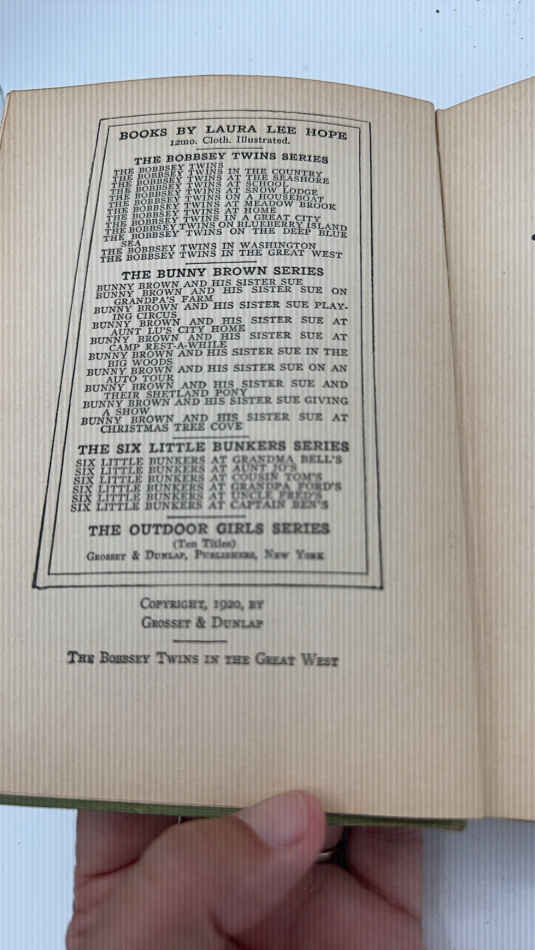 BOOKS BY LAURA LEE HOPE
12mo. Cloth. Illustrated.
THE BOBBSEY TWINS SERIES
THE BOBBSEY TWINS
THE BOBBSEY TWINS IN THE COUNTRY
THE BOBBSEY TWINS AT THE SEASHORE
THE BOBBSEY TWINS AT SCHOOL
THE BOBBSEY TWINS AT SNOW LODGE
THE BOBBSEY TWINS ON A HOUSEBOAT
THE BOBBSEY TWINS AT MEADOW BROOK
THE BOBBSEY TWINS AT HOME
THE BOBBSEY TWINS IN A GREAT CITY
THE BOBBSEY TWINS ON BLUEBERRY ISLAND
THE BOBBSEY TWINS ON THE DEEP BLUE
SEA
THE BOBBSEY TWINS IN WASHINGTON
THE BOBBSEY TWINS IN THE GREAT WEST
THE BUNNY BROWN SERIES
BUNNY BROWN AND HIS SISTER SUE
BUNNY BROWN AND HIS SISTER SUE ON
GRANDPA'S FARM
BUNNY BROWN AND HIS SISTER SUE PLAY-
ING CIRCUS
BUNNY BROWN AND HIS SISTER SUE AT
AUNT LU'S CITY HOME
BUNNY BROWN AND HIS SISTER SUE AT
CAMP REST-A-WHILE
BUNNY BROWN AND HIS SISTER SUE IN THE
BIG WOODS
BUNNY BROWN AND HIS SISTER SUE ON AN
AUTO TOUR
BUNNY BROWN AND HIS SISTER SUE AND
THEIR SHETLAND PONY
BUNNY BROWN AND HIS SISTER SUE GIVING
A SHOW
BUNNY BROWN AND HIS SISTER SUE AT
CHRISTMAS TREE COVE
THE SIX LITTLE BUNKERS SERIES
SIX LITTLE BUNKERS AT GRANDMA BELL'S
SIX LITTLE BUNKERS AT AUNT JO'S
SIX LITTLE BUNKERS AT COUSIN TOM'S
SIX LITTLE BUNKERS AT GRANDPA FORD'S
SIX LITTLE BUNKERS AT UNCLE FRED'S
SIX LITTLE BUNKERS AT CAPTAIN BEN'S
THE OUTDOOR GIRLS SERIES
(Ten Titles)
GROSSET & DUNLAP, PUBLISHERS, NEW YORK
COPYRIGHT, 1920, BY
GROSSET & DUNLAP
THE BOBBSEY TWINS IN THE GREAT WEST